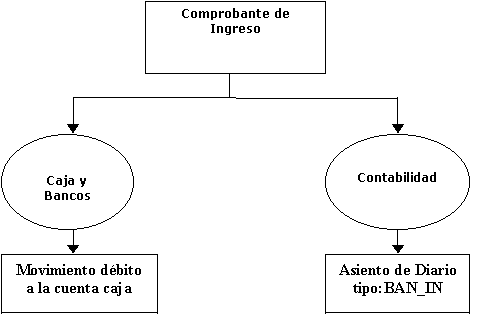 Comprobante de
Ingreso
Caja y
Bancos
Contabilidad
Movimiento débito
a la cuenta caja
Asiento de Diario
tipo:BAN_IN